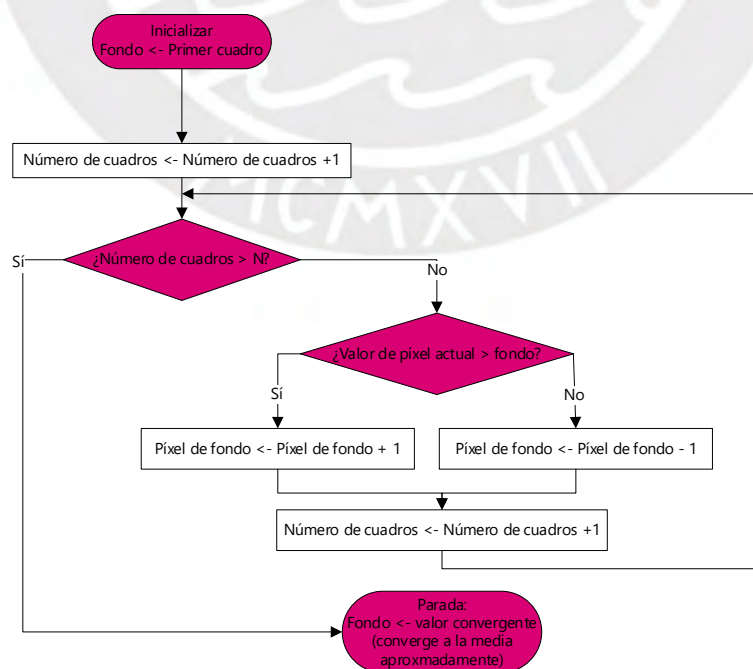 Inicializar
Fondo <- Primer cuadro
Número de cuadros <- Número de cuadros +1
MCMXVII
¿Número de cuadros > N?
Sí
No
¿Valor de píxel actual > fondo?
Sí
No
Píxel de fondo <- Píxel de fondo + 1
Píxel de fondo <- Píxel de fondo - 1
Número de cuadros <- Número de cuadros +1
Parada:
Fondo <- valor convergente
(converge a la media
aproxmadamente)